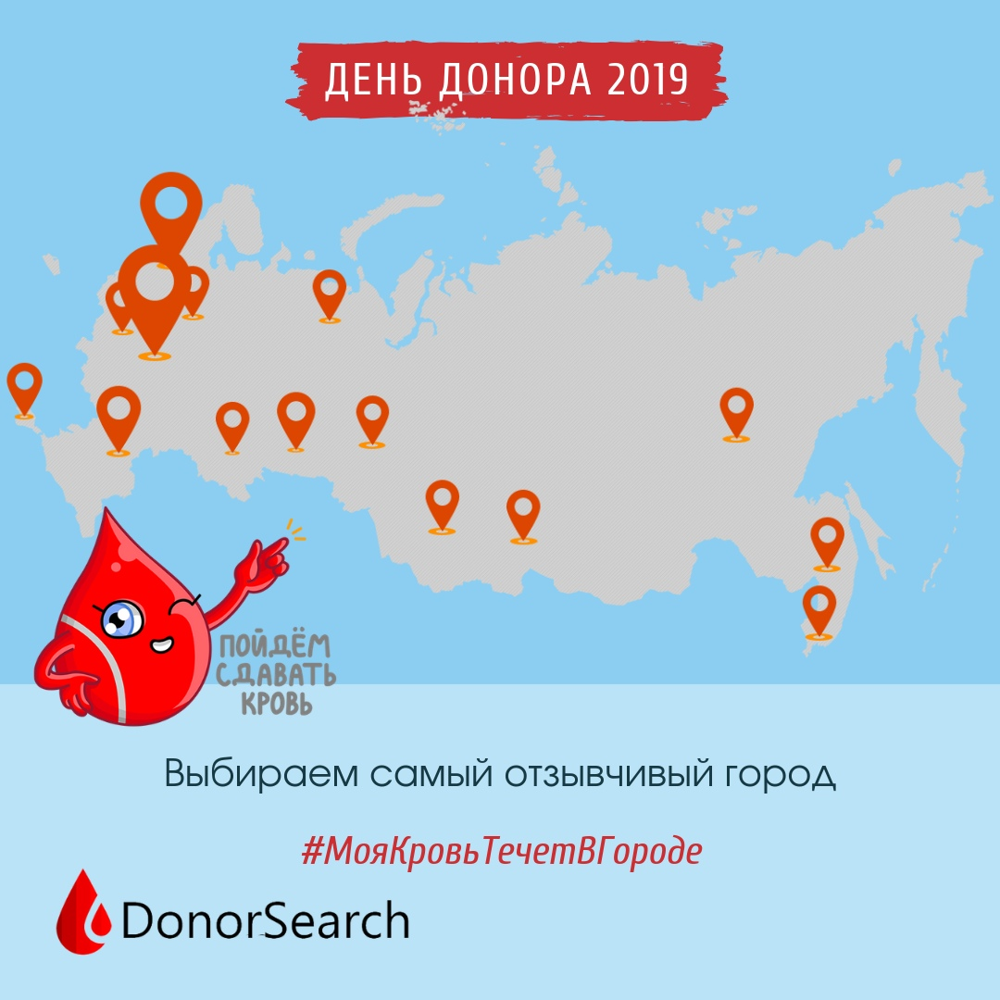 ДЕНЬ ДОНОРА 2019
ПОЙДЁМ
СДАВАТЬ
КРОВЬ
Выбираем самый отзывчивый город
#МояКровьТечетВГороде
DonorSearch